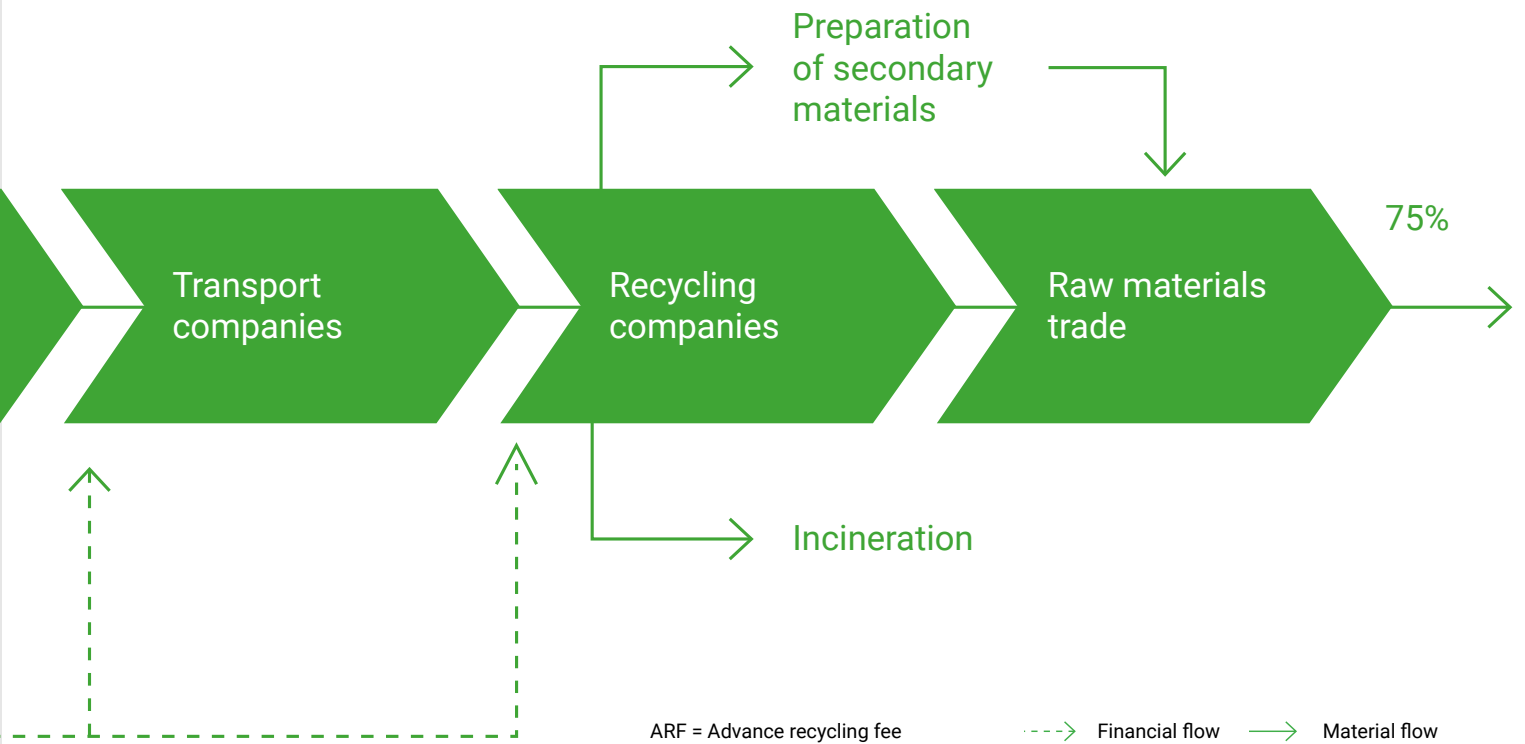 Preparation
of secondary
materials
75%
Transport
companies
Recycling
companies
Raw materials
trade
Incineration
ARF = Advance recycling fee
Financial flow
Material flow